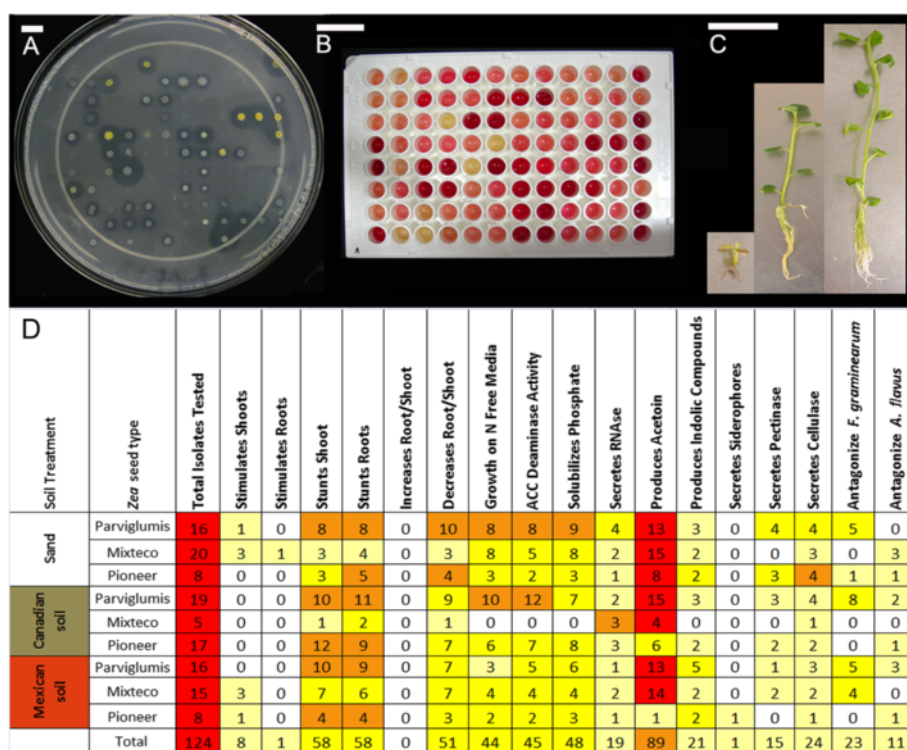 A
B
C
A
D
Soil Treatment
Zea seed type
Total Isolates Tested
Stimulates Shoots
Stimulates Roots
Stunts Shoot
Stunts Roots
Increases Root/Shoot
Decreases Root/Shoot
Growth on N Free Media
ACC Deaminase Activity
Solubilizes Phosphate
Secretes RNAse
Produces Acetoin
Produces Indolic Compounds
Secretes Siderophores
Secretes Pectinase
Secretes Cellulase
Antagonize F. graminearum
Antagonize A. flavus
Sand
Parviglumis 16 1 0 8 8 0 10 8 8 9 4 13 3 0 4 4 5 0
Mixteco 20 3 1 3 4 0 3 8 5 8 2 15 2 0 0 3 0 3
Pioneer 8 0 0 3 5 0 4 3 2 3 1 8 2 0 3 4 1 1
Canadian
soil
Parviglumis 19 0 0 10 11 0 9 10 12 7 2 15 3 0 3 4 8 2
Mixteco 5 0 0 1 2 0 1 0 0 0 3 4 0 0 0 1 0 0
Pioneer 17 0 0 12 9 0 7 6 7 8 3 6 2 0 2 2 0 1
Mexican
soil
Parviglumis 16 0 0 10 9 0 7 3 5 6 1 13 5 0 1 3 5 3
Mixteco 15 3 0 7 6 0 7 4 4 4 2 14 2 0 2 2 4 0
Pioneer 8 1 0 4 4 0 3 2 2 3 1 1 2 1 0 1 0 1
Total 124 8 1 58 58 0 51 44 45 48 19 89 21 1 15 24 23 11